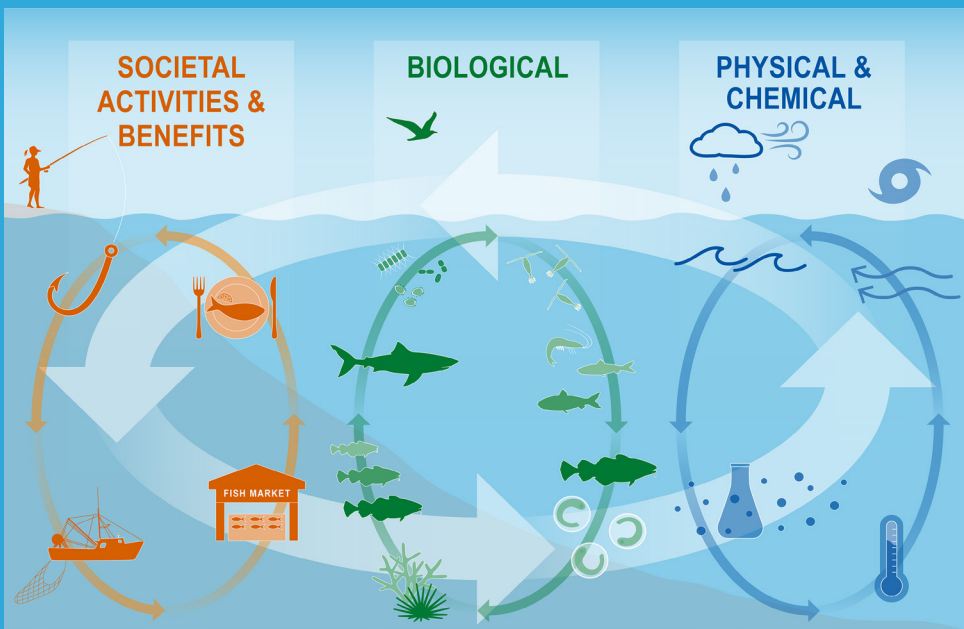 SOCIETAL
ACTIVITIES &
BENEFITS
BIOLOGICAL
PHYSICAL &
CHEMICAL
FISH MARKET